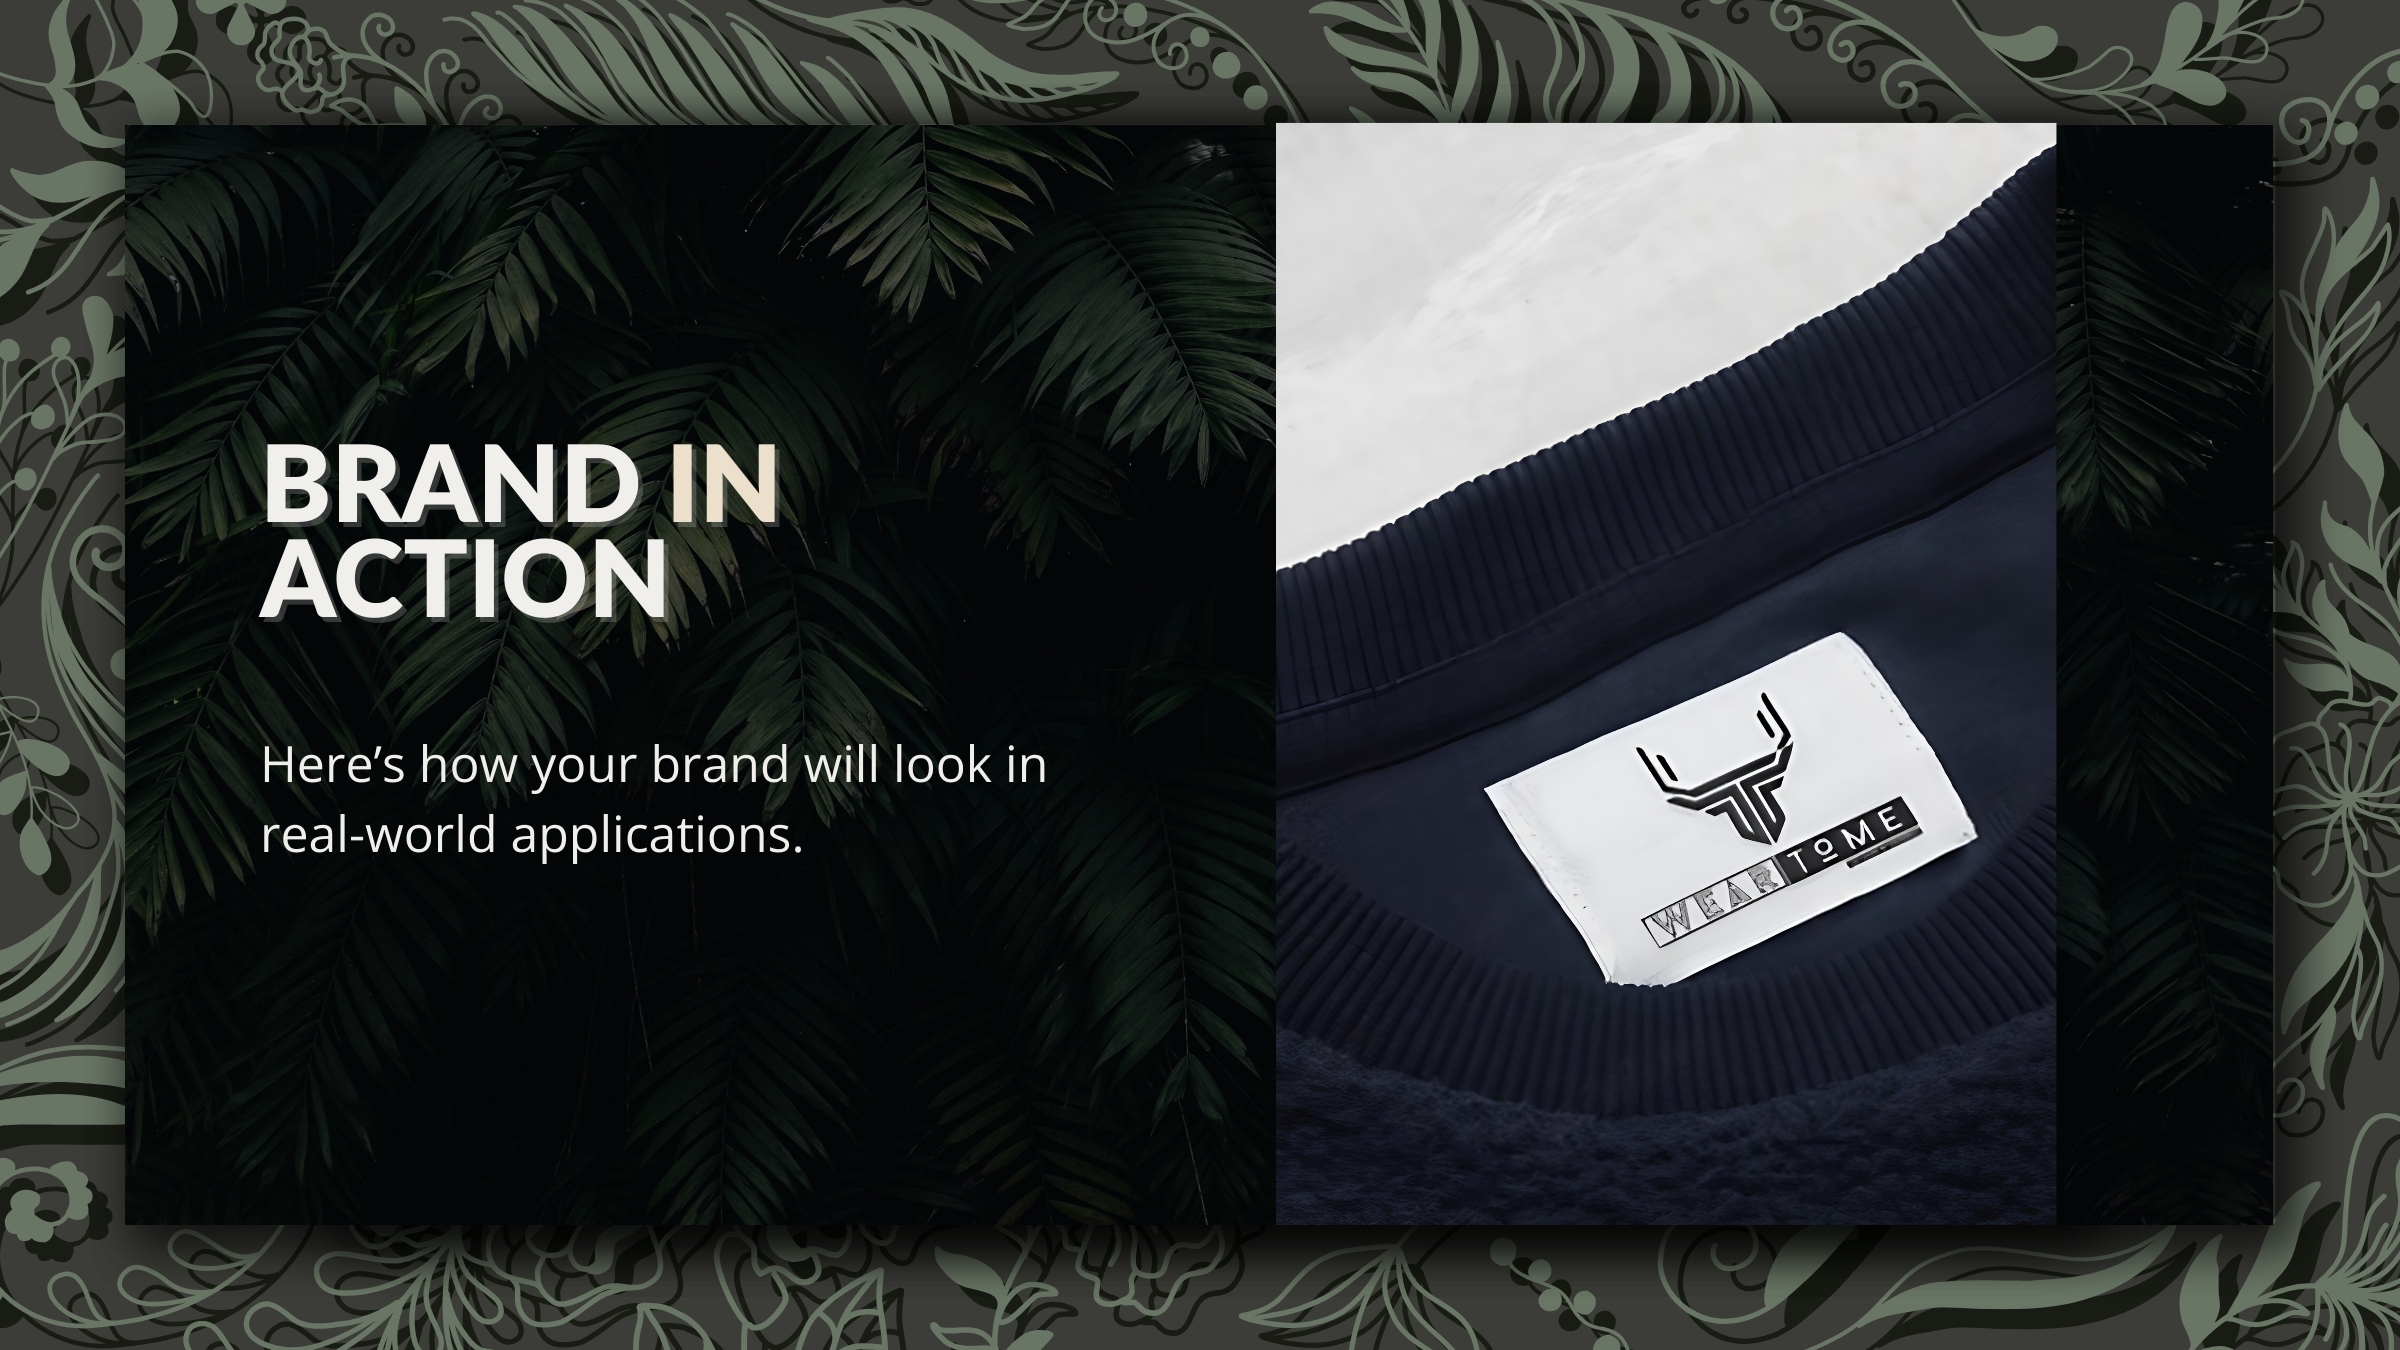 BRAND IN
ACTION
Here’s how your brand will look in
real-world applications.
WEAR TOME